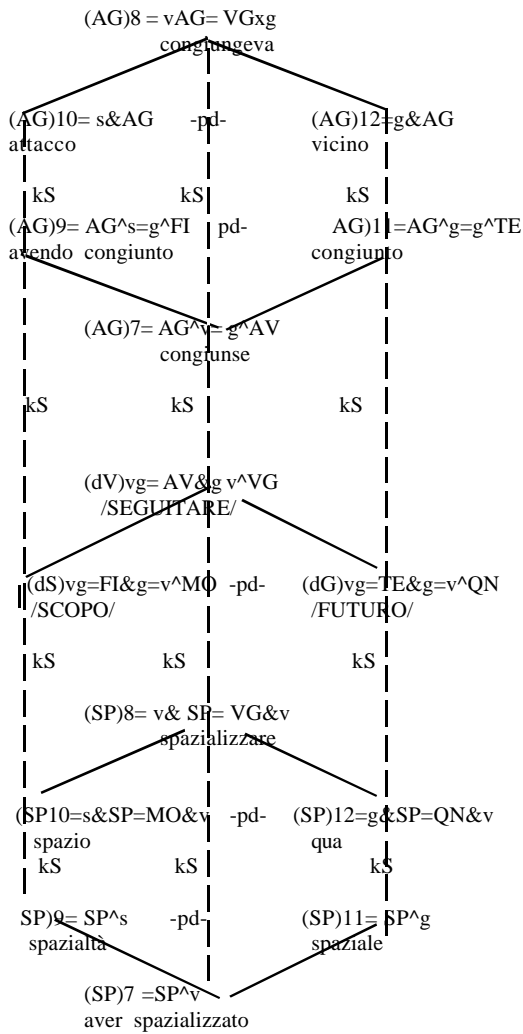 (AG)8 = vAG= VGxg
congiungeva
(AG)10= s&AG -pd- (AG)12=g&AG
attacco vicino
kS kS kS
(AG)9= AG^s=g^FI pd- AG)11=AG^g=g^TE
avendo congiunto congiunto
(AG)7= AG^v= g^AV
congiunse
kS kS kS
(dV)vg= AV&g v^VG
/SEGUITARE/
(dS)vg=FI&g=v^MO -pd- (dG)vg=TE&g=v^QN
/SCOPO/ /FUTURO/
kS kS kS
(SP)8= v& SP= VG&v
spazializzare
(SP10=s&SP=MO&v -pd- (SP)12=g&SP=QN&v
spazio qua
kS kS kS
SP)9= SP^s -pd- (SP)11= SP^g
spazialtà spaziale
(SP)7 =SP^v
aver spazializzato